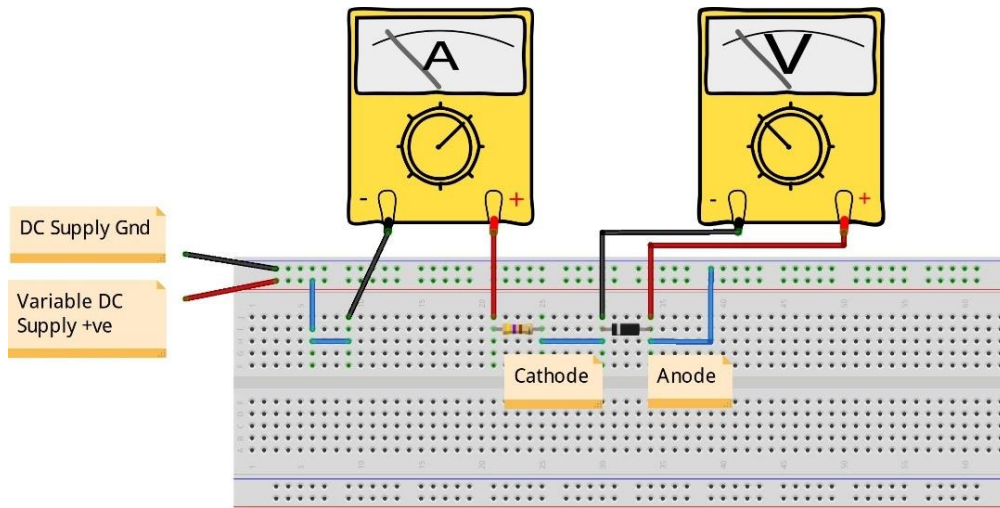 A
V
- +
- +
DC Supply Gnd
Variable DC
Supply +ve
Cathode
Anode